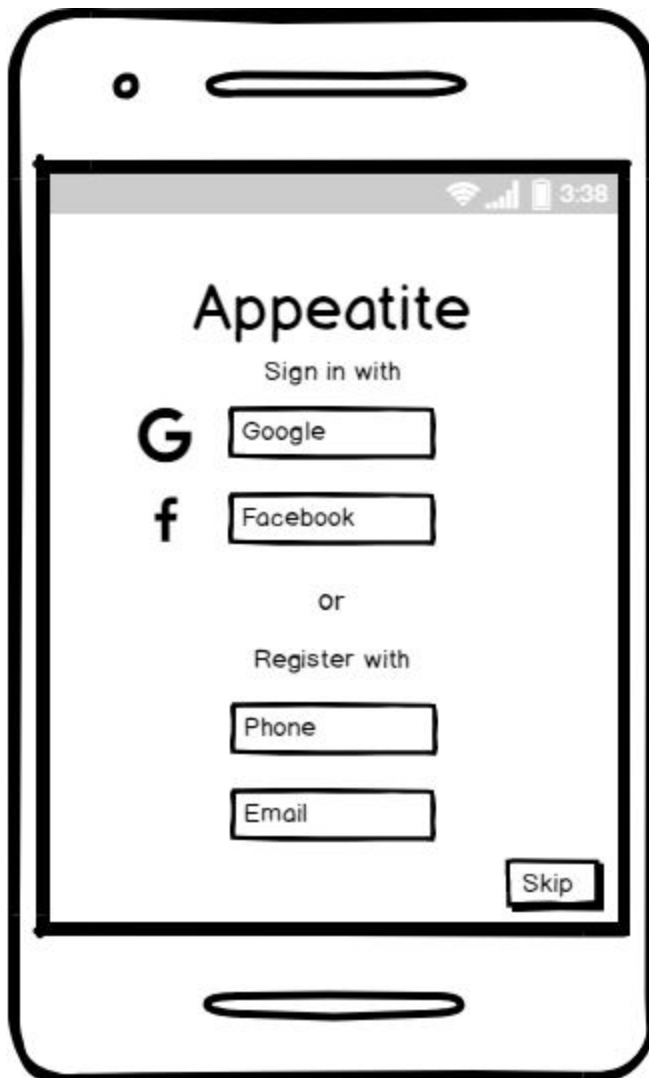 3:38
Appeatite
Sign in with
G Google
f Facebook
or
Register with
Phone
Email
Skip